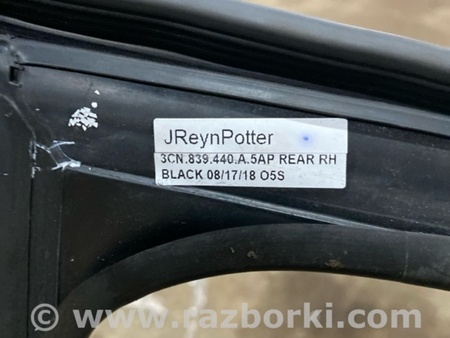 JReynPotter
3CN.839.440.A.5AP REAR RH
BLACK 08/17/18 O5S
www.razborki.com